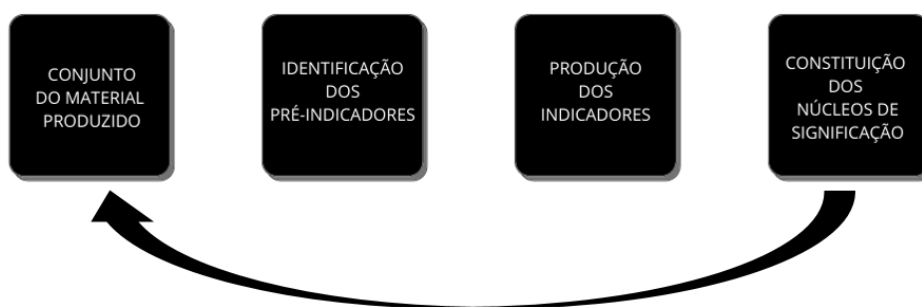 CONJUNTO
DO MATERIAL
PRODUZIDO
IDENTIFICAÇÃO
DOS
PRÉ-INDICADORES
PRODUÇÃO
DOS
INDICADORES
CONSTITUIÇÃO
DOS
NÚCLEOS DE
SIGNIFICAÇÃO